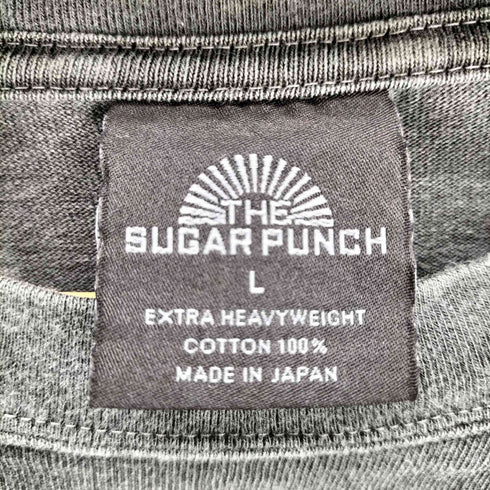 THE
SUGAR PUNCH
L
EXTRA HEAVYWEIGHT
COTTON 100%
MADE IN JAPAN